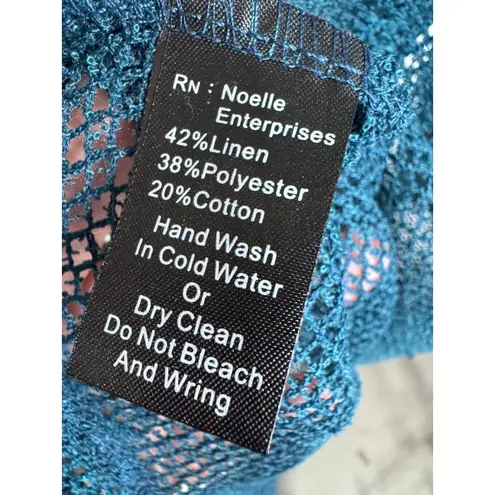 RN : Noelle
Enterprises
42%Linen
38%Polyester
20%Cotton
Hand Wash
In Cold Water
Or
Dry Clean
Do Not Bleach
And Wring